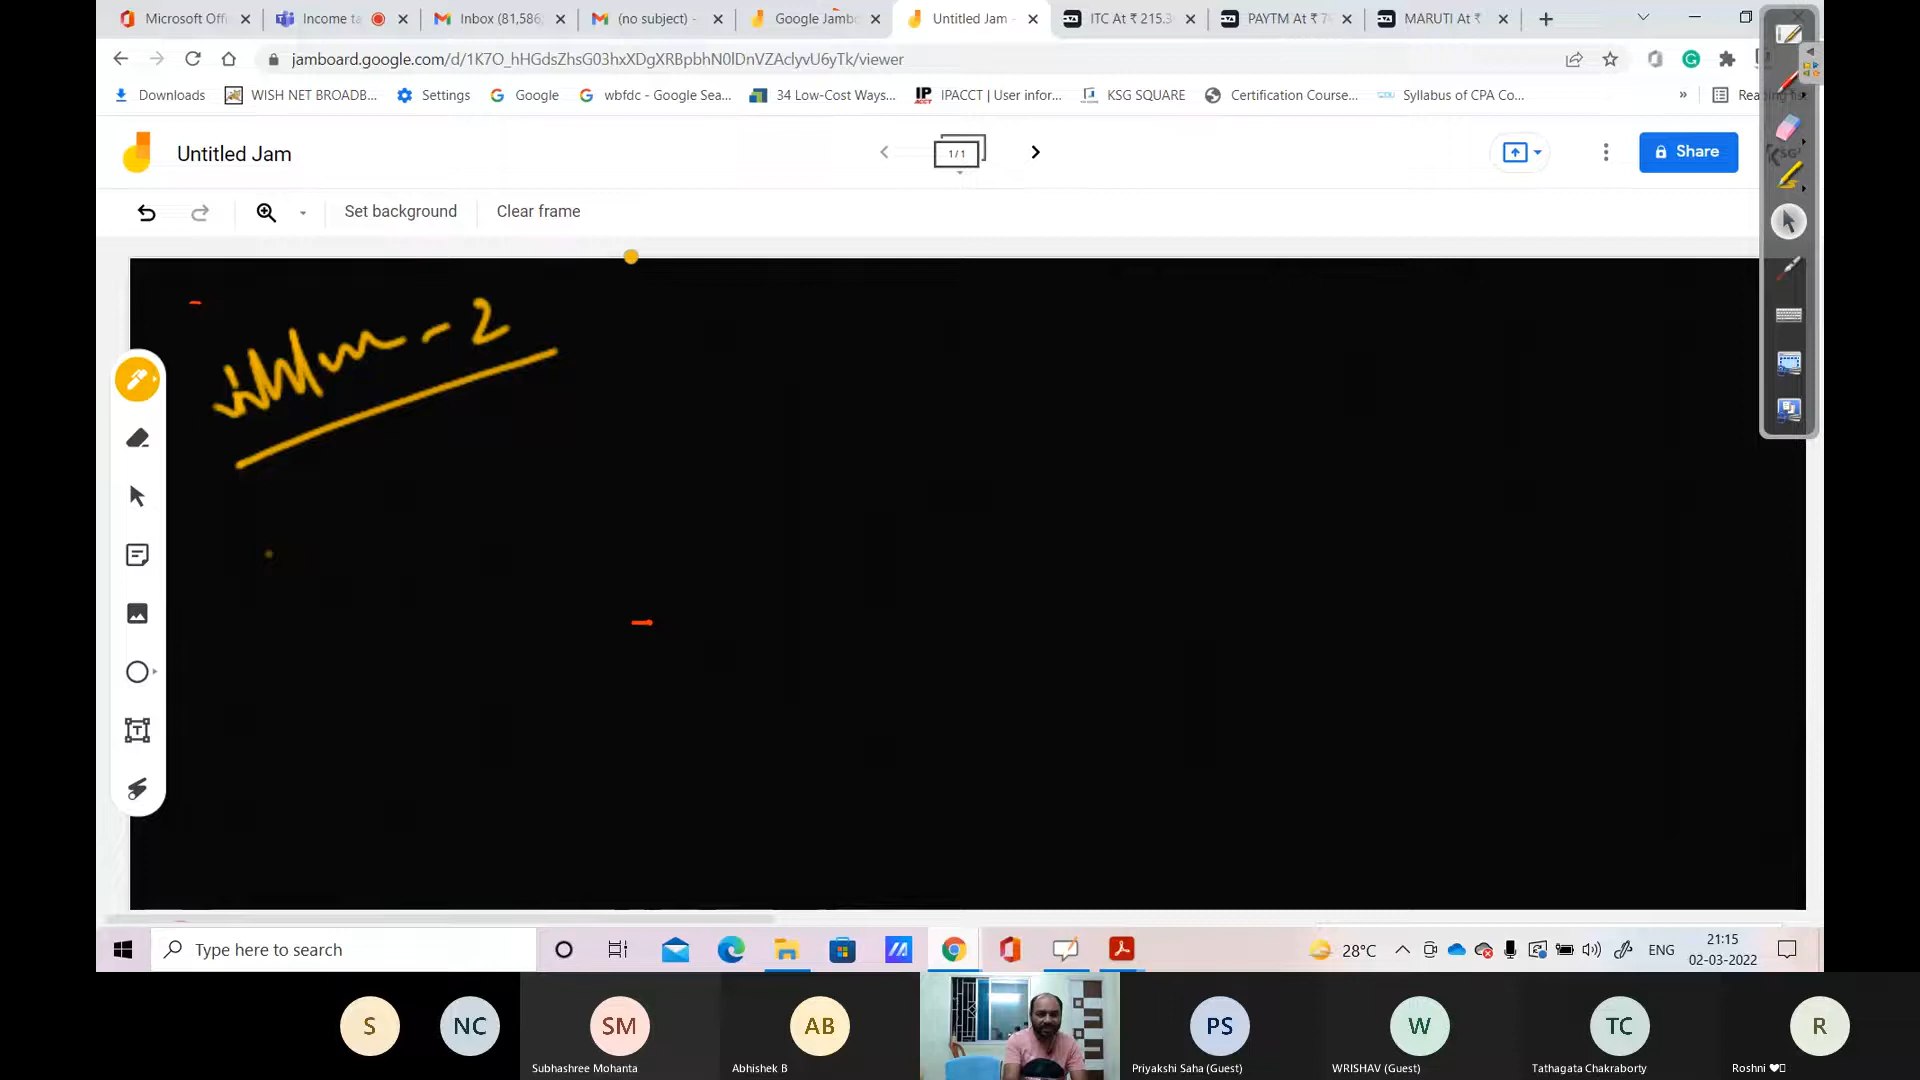 Microsoft Offi Income ta Inbox (81,586 (no subject) - Google Jambo Untitled Jam - ITC At ₹ 215.3 PAYTM At ₹ 7 MARUTI At ₹
jamboard.google.com/d/1K7O_hHGdsZhsG03hxXDgXRBpbhN0lDnVZAclyvU6yTk/viewer
Downloads WISH NET BROADB... Settings Google wbfdc - Google Sea... 34 Low-Cost Ways... IPACCT | User infor... KSG SQUARE Certification Course... Syllabus of CPA Co... »
Untitled Jam 1/1 Share
Set background Clear frame
- 2
Type here to search 28°C ENG 21:15
02-03-2022
S NC SM AB PS W TC R
Subhashree Mohanta Abhishek B Priyakshi Saha (Guest) WRISHAV (Guest) Tathagata Chakraborty Roshni